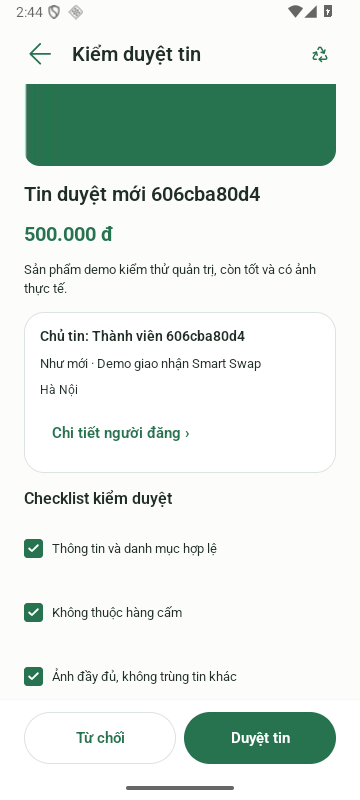 2:44
Kiểm duyệt tin
Tin duyệt mới 606cba80d4
500.000 đ
Sản phẩm demo kiểm thử quản trị, còn tốt và có ảnh
thực tế.
Chủ tin: Thành viên 606cba80d4
Như mới · Demo giao nhận Smart Swap
Hà Nội
Chi tiết người đăng ›
Checklist kiểm duyệt
Thông tin và danh mục hợp lệ
Không thuộc hàng cấm
Ảnh đầy đủ, không trùng tin khác
Từ chối
Duyệt tin